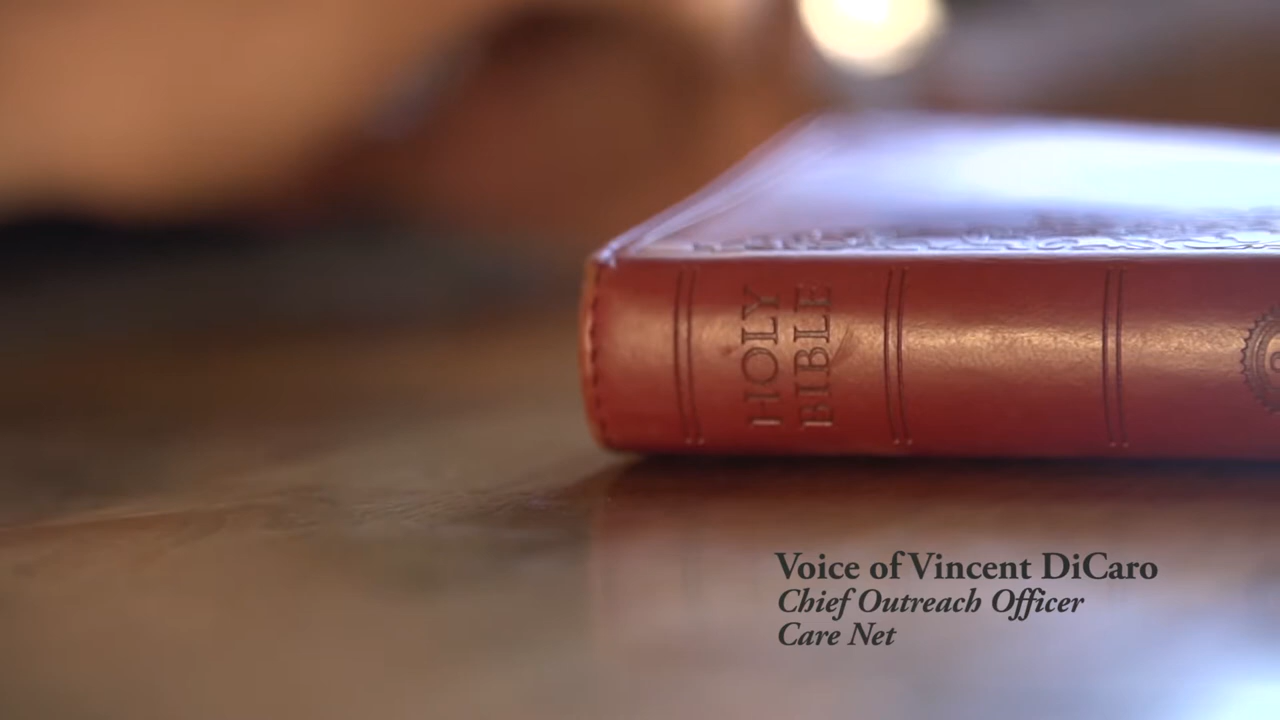 HOLY
BIBLE
Voice of Vincent DiCaro
Chief Outreach Officer
Care Net